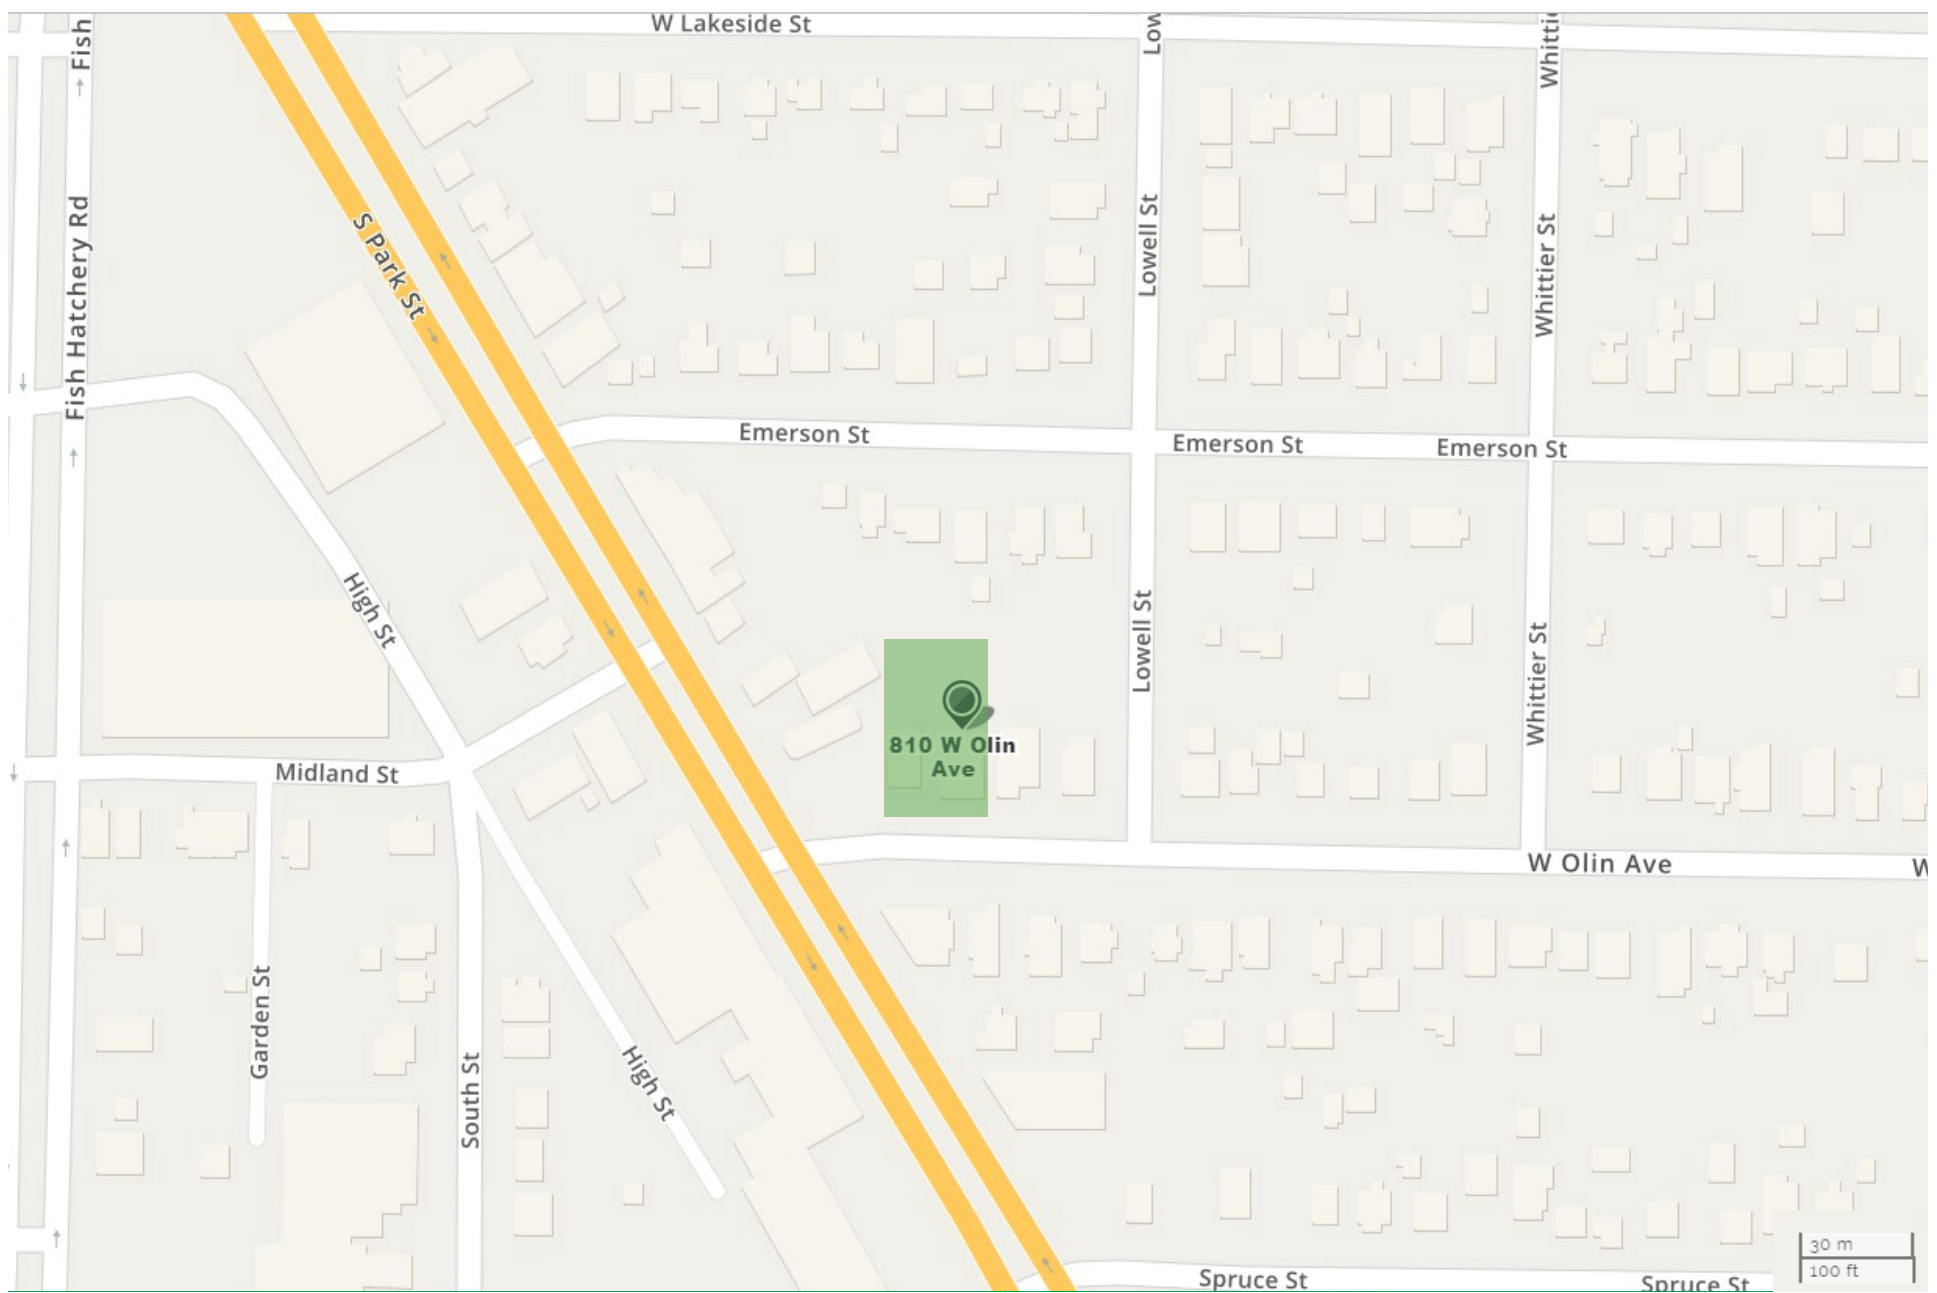 W Lakeside St
Fish
Low
Whitti
S Park St
Fish Hatchery Rd
Lowell St
Whittier St
Emerson St
Emerson St
Emerson St
High St
Lowell St
Whittier St
810 W Olin
Ave
Midland St
W Olin Ave
W
Garden St
South St
High St
30 m
100 ft
Spruce St
Spruce St